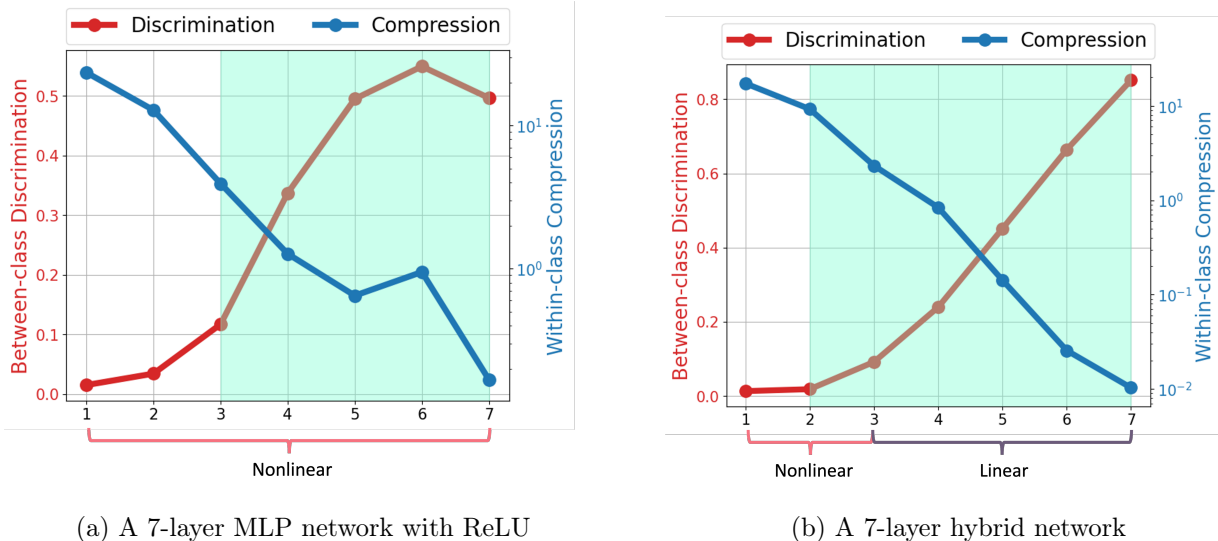 Discrimination Compression
Between-class Discrimination
0.5
0.4
0.3
0.2
0.1
0.0
10^1
10^0
Within-class Compression
1 2 3 4 5 6 7
Nonlinear
(a) A 7-layer MLP network with ReLU
Discrimination Compression
Between-class Discrimination
0.8
0.6
0.4
0.2
0.0
10^1
10^0
10^−1
10^−2
Within-class Compression
1 2 3 4 5 6 7
Nonlinear Linear
(b) A 7-layer hybrid network